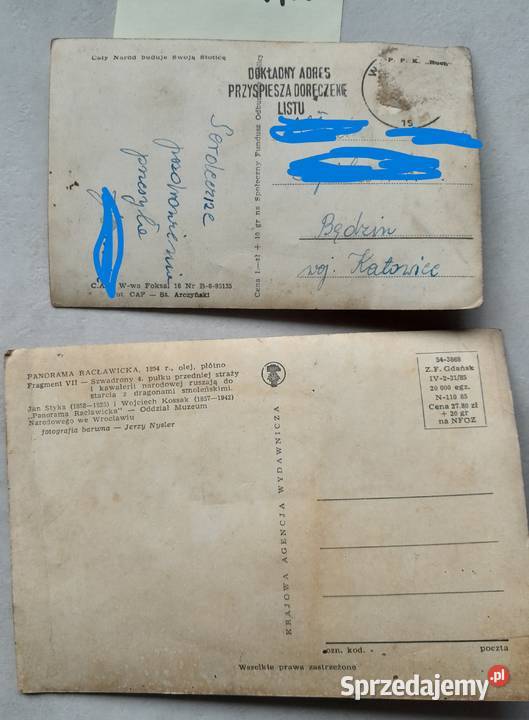 Cały Naród buduje Swoją Stolicę
P. P. K. „Ruch"
DOKŁADNY ADRES
PRZYSPIESZA DORĘCZENIE
LISTU
W
15
Serdeczne
pozdrowienia
przesyła
Cena 1.— zł + 10 gr na Społeczny Fundusz Odbudowy Stolicy
Będzin
woj. Katowice
W-wa Foksal 16 Nr
Fot. CAF — St. Arczyński
PANORAMA RACŁAWICKA, 1894 r., olej, płótno
Fragment VII — Szwadrony 4. pułku przedniej straży
i kawalerii narodowej ruszają do
starcia z dragonami smoleńskimi.
Jan Styka (1858—1925) i Wojciech Kossak (1857—1942)
„Panorama Racławicka" — Oddział Muzeum
Narodowego we Wrocławiu
fotografia barwna — Jerzy Nysler
54-3868
Z.F. Gdańsk
IV-2-21/85
20 000 egz.
N-110 85
Cena 27.80 zł
+ 20 gr
na NFOZ
KRAJOWA AGENCJA WYDAWNICZA
ozn. kod.
poczta
Wszelkie prawa zastrzeżone
Sprzedajemy.pl